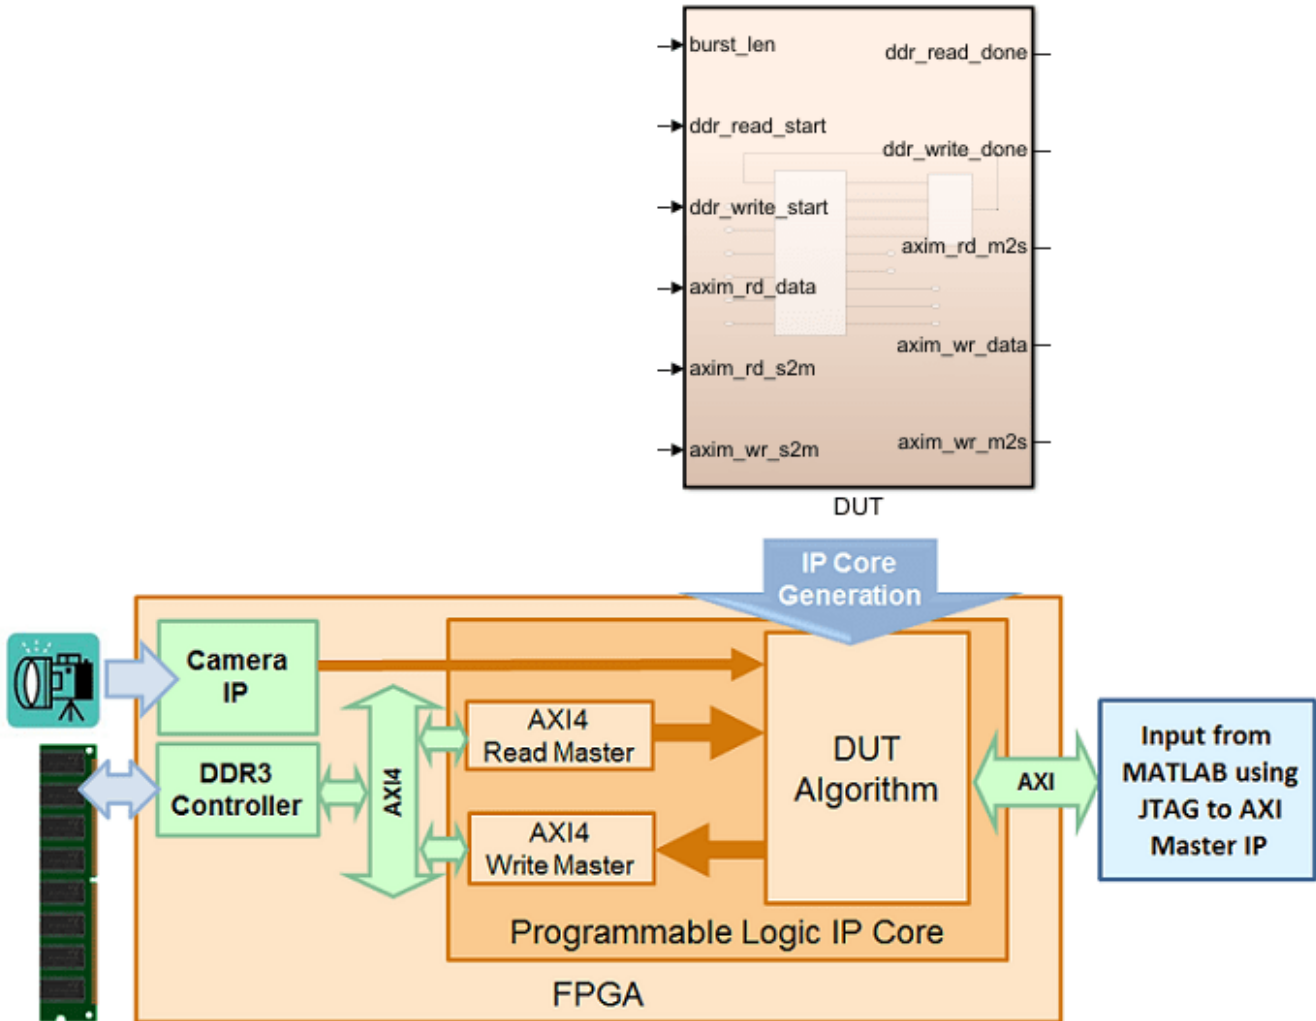 burst_len
ddr_read_done
ddr_read_start
ddr_write_done
ddr_write_start
axim_rd_m2s
axim_rd_data
axim_wr_data
axim_rd_s2m
axim_wr_m2s
axim_wr_s2m
DUT
IP Core
Generation
Camera
IP
AXI4
Read Master
DDR3
Controller
AXI4
DUT
Algorithm
AXI
Input from
MATLAB using
JTAG to AXI
Master IP
AXI4
Write Master
Programmable Logic IP Core
FPGA